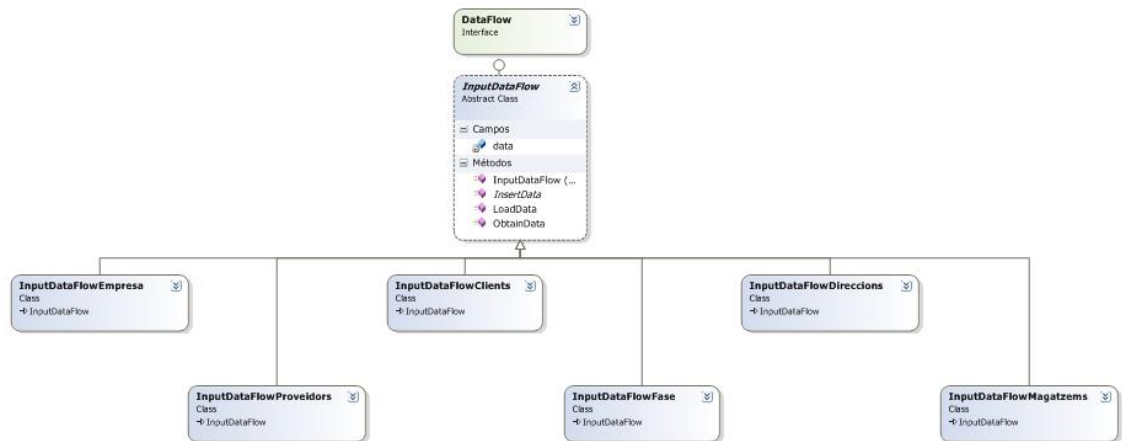 DataFlow
Interface
InputDataFlow
Abstract Class
Campos
data
Métodos
InputDataFlow (...
InsertData
LoadData
ObtainData
InputDataFlowEmpresa
Class
InputDataFlow
InputDataFlowClients
Class
InputDataFlow
InputDataFlowDireccions
Class
InputDataFlow
InputDataFlowProveidors
Class
InputDataFlow
InputDataFlowFase
Class
InputDataFlow
InputDataFlowMagatzems
Class
InputDataFlow